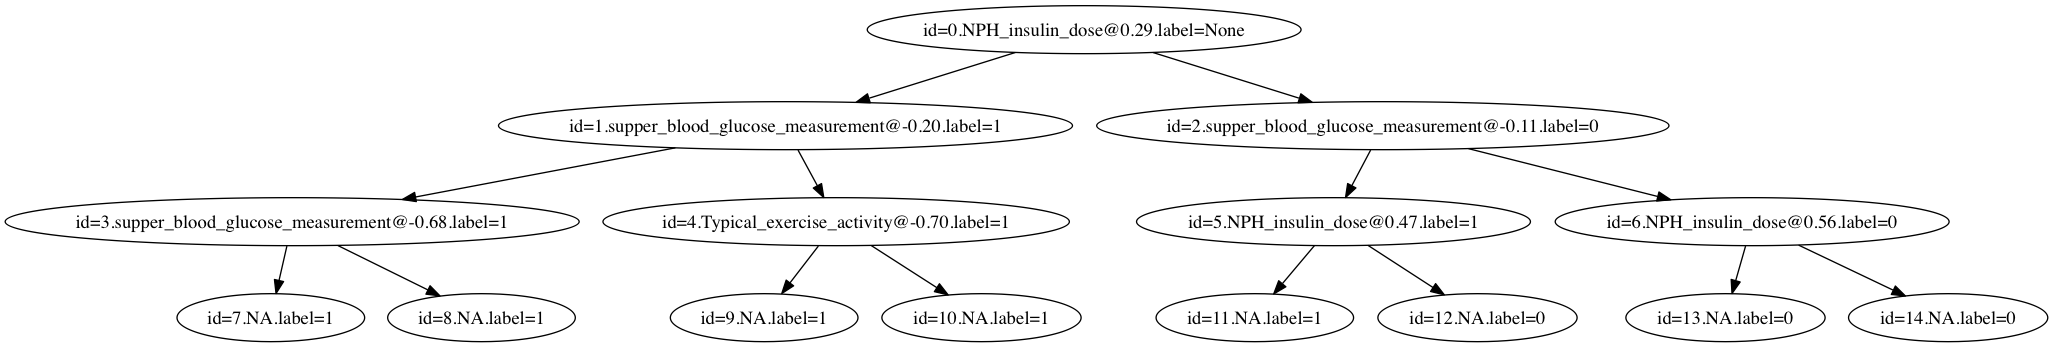 id=0.NPH_insulin_dose@0.29.label=None
id=1.supper_blood_glucose_measurement@-0.20.label=1
id=2.supper_blood_glucose_measurement@-0.11.label=0
id=3.supper_blood_glucose_measurement@-0.68.label=1
id=4.Typical_exercise_activity@-0.70.label=1
id=5.NPH_insulin_dose@0.47.label=1
id=6.NPH_insulin_dose@0.56.label=0
id=7.NA.label=1
id=8.NA.label=1
id=9.NA.label=1
id=10.NA.label=1
id=11.NA.label=1
id=12.NA.label=0
id=13.NA.label=0
id=14.NA.label=0